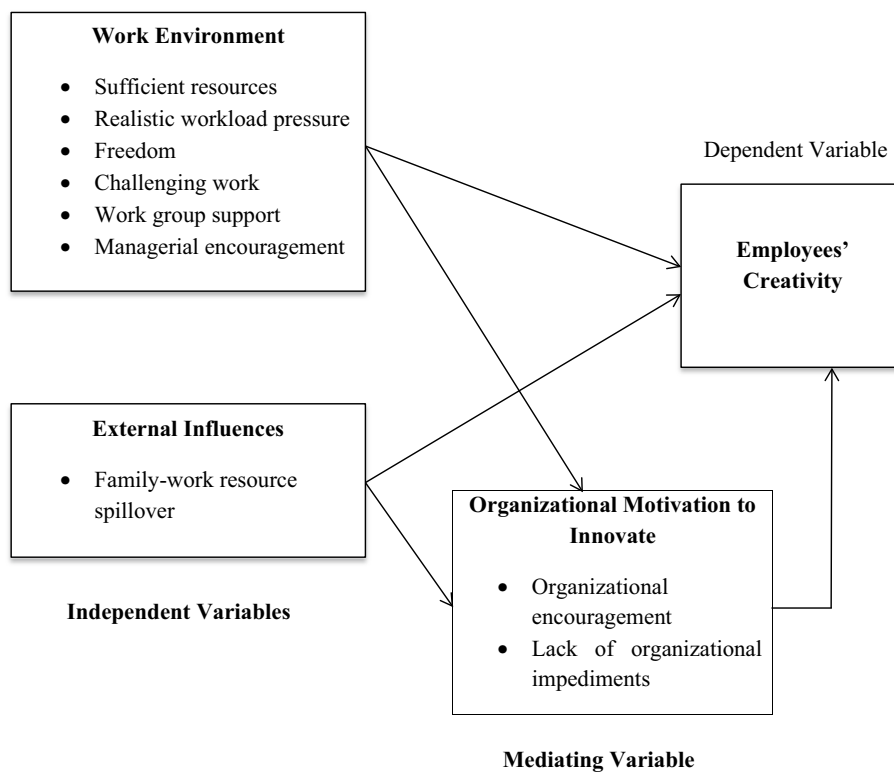 Work Environment
• Sufficient resources
• Realistic workload pressure
• Freedom
• Challenging work
• Work group support
• Managerial encouragement
Dependent Variable
Employees’
Creativity
External Influences
• Family-work resource
spillover
Independent Variables
Organizational Motivation to
Innovate
• Organizational
encouragement
• Lack of organizational
impediments
Mediating Variable